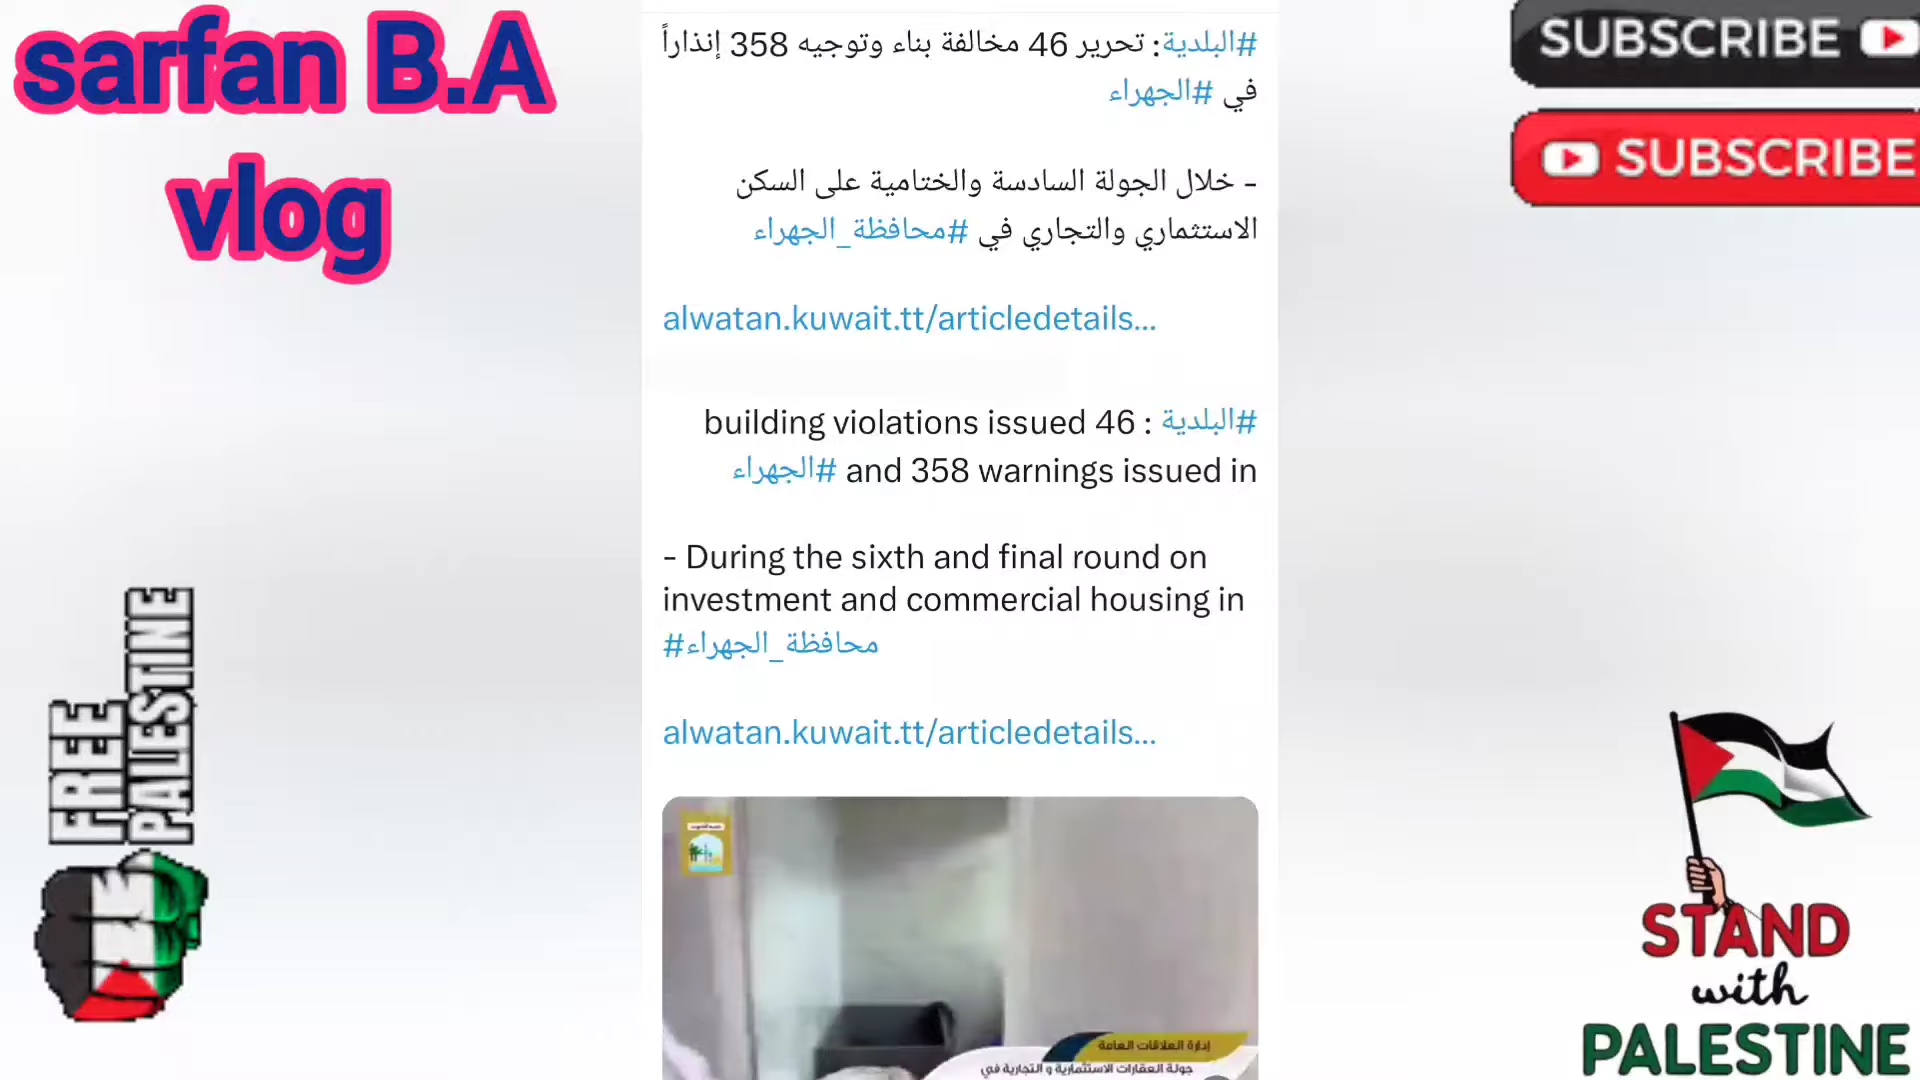 sarfan B.A
vlog
SUBSCRIBE
SUBSCRIBE
#البلدية: تحرير 46 مخالفة بناء وتوجيه 358 إنذاراً
في #الجهراء
- خلال الجولة السادسة والختامية على السكن
الاستثماري والتجاري في #محافظة_الجهراء
alwatan.kuwait.tt/articledetails...
building violations issued 46 : #البلدية
#الجهراء and 358 warnings issued in
- During the sixth and final round on
investment and commercial housing in
#محافظة_الجهراء
alwatan.kuwait.tt/articledetails...
إدارة العلاقات العامة
جولة العقارات الاستثمارية و التجارية في
FREE
PALESTINE
STAND
with
PALESTINE